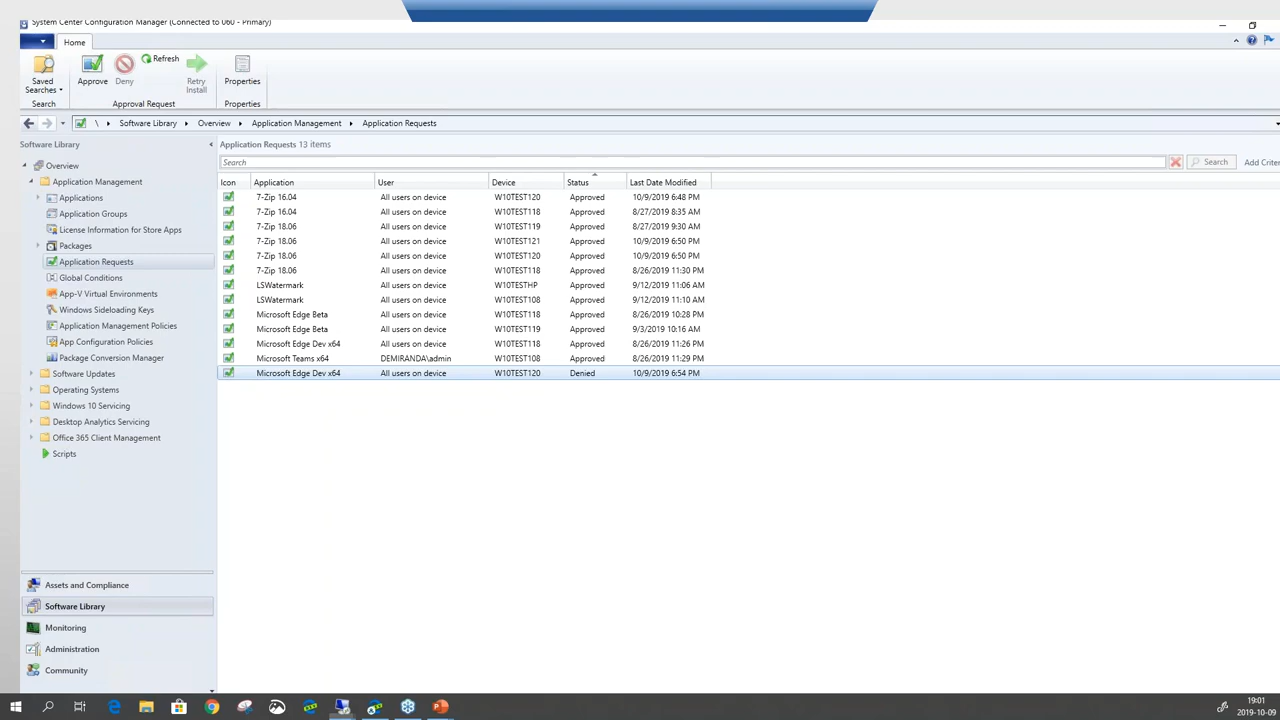 System Center Configuration Manager (Connected to 060 - Primary)
Home
Saved Searches
Approve
Deny
Refresh
Retry Install
Properties
Search
Approval Request
Properties
\ Software Library Overview Application Management Application Requests
Software Library
Application Requests 13 items
Search
Search
Add Criter
Overview
Application Management
Applications
Application Groups
License Information for Store Apps
Packages
Application Requests
Global Conditions
App-V Virtual Environments
Windows Sideloading Keys
Application Management Policies
App Configuration Policies
Package Conversion Manager
Software Updates
Operating Systems
Windows 10 Servicing
Desktop Analytics Servicing
Office 365 Client Management
Scripts
Icon Application User Device Status Last Date Modified
7-Zip 16.04 All users on device W10TEST120 Approved 10/9/2019 6:48 PM
7-Zip 16.04 All users on device W10TEST118 Approved 8/27/2019 8:35 AM
7-Zip 18.06 All users on device W10TEST119 Approved 8/27/2019 9:30 AM
7-Zip 18.06 All users on device W10TEST121 Approved 10/9/2019 6:50 PM
7-Zip 18.06 All users on device W10TEST120 Approved 10/9/2019 6:50 PM
7-Zip 18.06 All users on device W10TEST118 Approved 8/26/2019 11:30 PM
LSWatermark All users on device W10TESTHP Approved 9/12/2019 11:06 AM
LSWatermark All users on device W10TEST108 Approved 9/12/2019 11:10 AM
Microsoft Edge Beta All users on device W10TEST118 Approved 8/26/2019 10:28 PM
Microsoft Edge Beta All users on device W10TEST119 Approved 9/3/2019 10:16 AM
Microsoft Edge Dev x64 All users on device W10TEST118 Approved 8/26/2019 11:26 PM
Microsoft Teams x64 DEMIRANDA\admin W10TEST108 Approved 8/26/2019 11:29 PM
Microsoft Edge Dev x64 All users on device W10TEST120 Denied 10/9/2019 6:54 PM
Assets and Compliance
Software Library
Monitoring
Administration
Community
19:01
2019-10-09